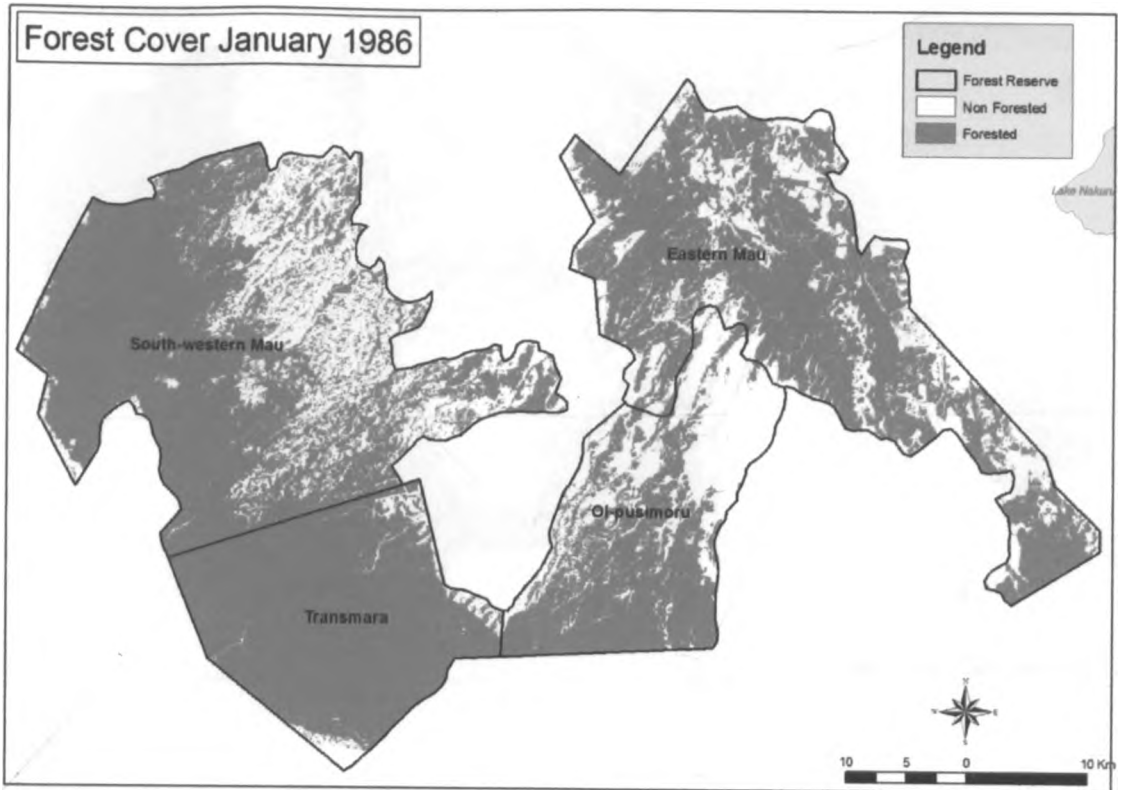 Forest Cover January 1986
Legend
Forest Reserve
Non Forested
Forested
Lake Nakuru
Eastern Mau
South-western Mau
Ol-pusimoru
Transmara
N
W
E
S
10 5 0 10 Km